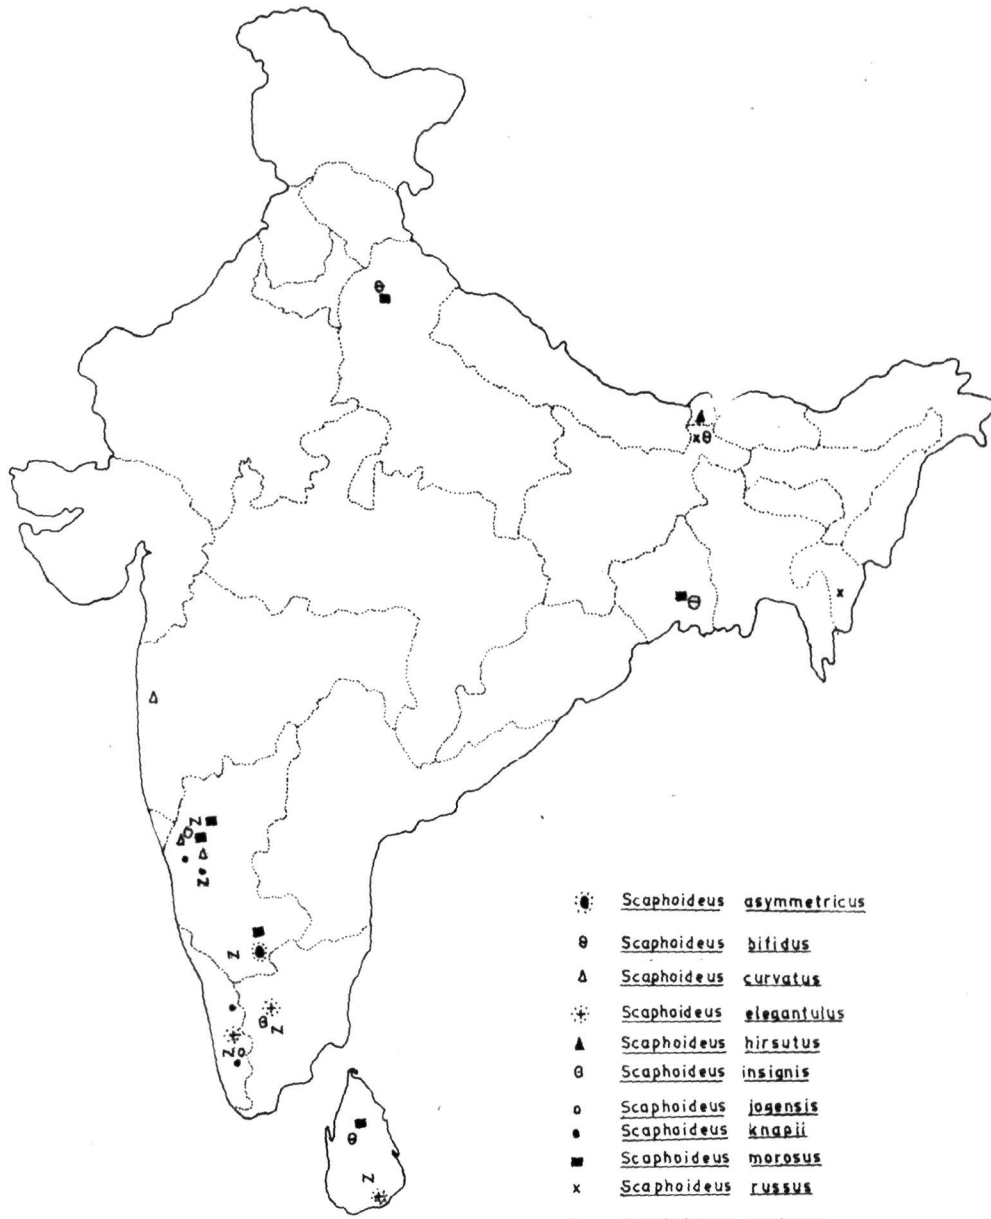 Scaphoideus asymmetricus
Scaphoideus bifidus
Scaphoideus curvatus
Scaphoideus elegantulus
Scaphoideus hirsutus
Scaphoideus insignis
Scaphoideus jogensis
Scaphoideus knapii
Scaphoideus morosus
Scaphoideus russus